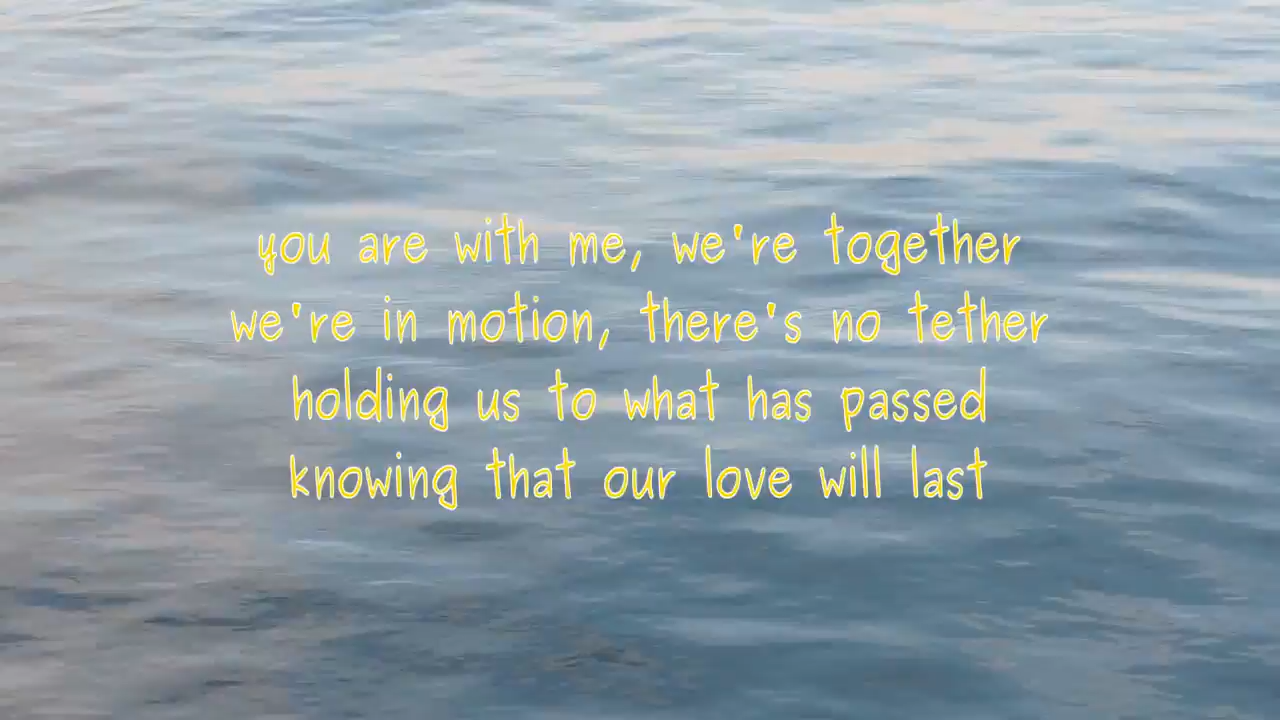 you are with me, we're together
we're in motion, there's no tether
holding us to what has passed
knowing that our love will last